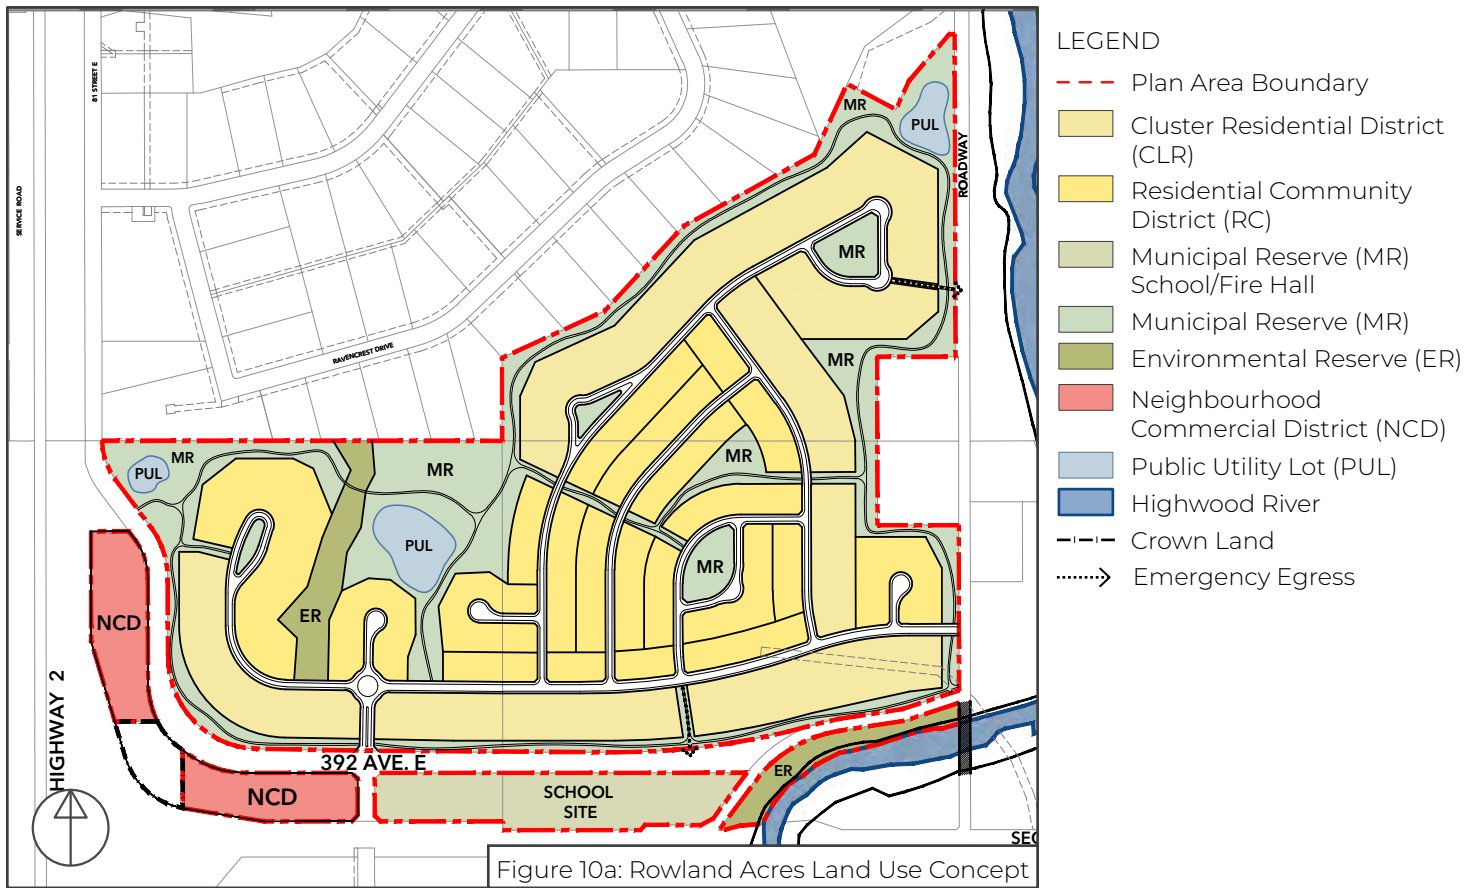 81 STREET E
SERVICE ROAD
MR
PUL
ROADWAY
MR
RAVENCREST DRIVE
MR
MR
PUL
MR
MR
PUL
MR
ER
NCD
HIGHWAY 2
392 AVE. E
ER
NCD
SCHOOL
SITE
SEC
Figure 10a: Rowland Acres Land Use Concept
LEGEND
Plan Area Boundary
Cluster Residential District
(CLR)
Residential Community
District (RC)
Municipal Reserve (MR)
School/Fire Hall
Municipal Reserve (MR)
Environmental Reserve (ER)
Neighbourhood
Commercial District (NCD)
Public Utility Lot (PUL)
Highwood River
Crown Land
Emergency Egress